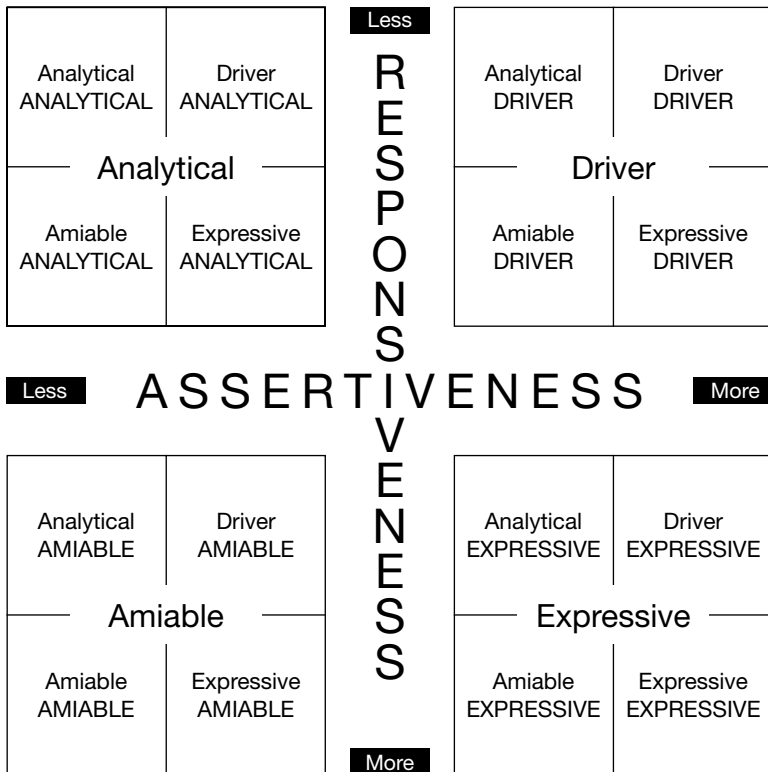 Less
Analytical
ANALYTICAL
Driver
ANALYTICAL
Analytical
Amiable
ANALYTICAL
Expressive
ANALYTICAL
RESPONSIVENESS
Analytical
DRIVER
Driver
DRIVER
Driver
Amiable
DRIVER
Expressive
DRIVER
Less
ASSERTIVENESS
More
Analytical
AMIABLE
Driver
AMIABLE
Amiable
Amiable
AMIABLE
Expressive
AMIABLE
Analytical
EXPRESSIVE
Driver
EXPRESSIVE
Expressive
Amiable
EXPRESSIVE
Expressive
EXPRESSIVE
More